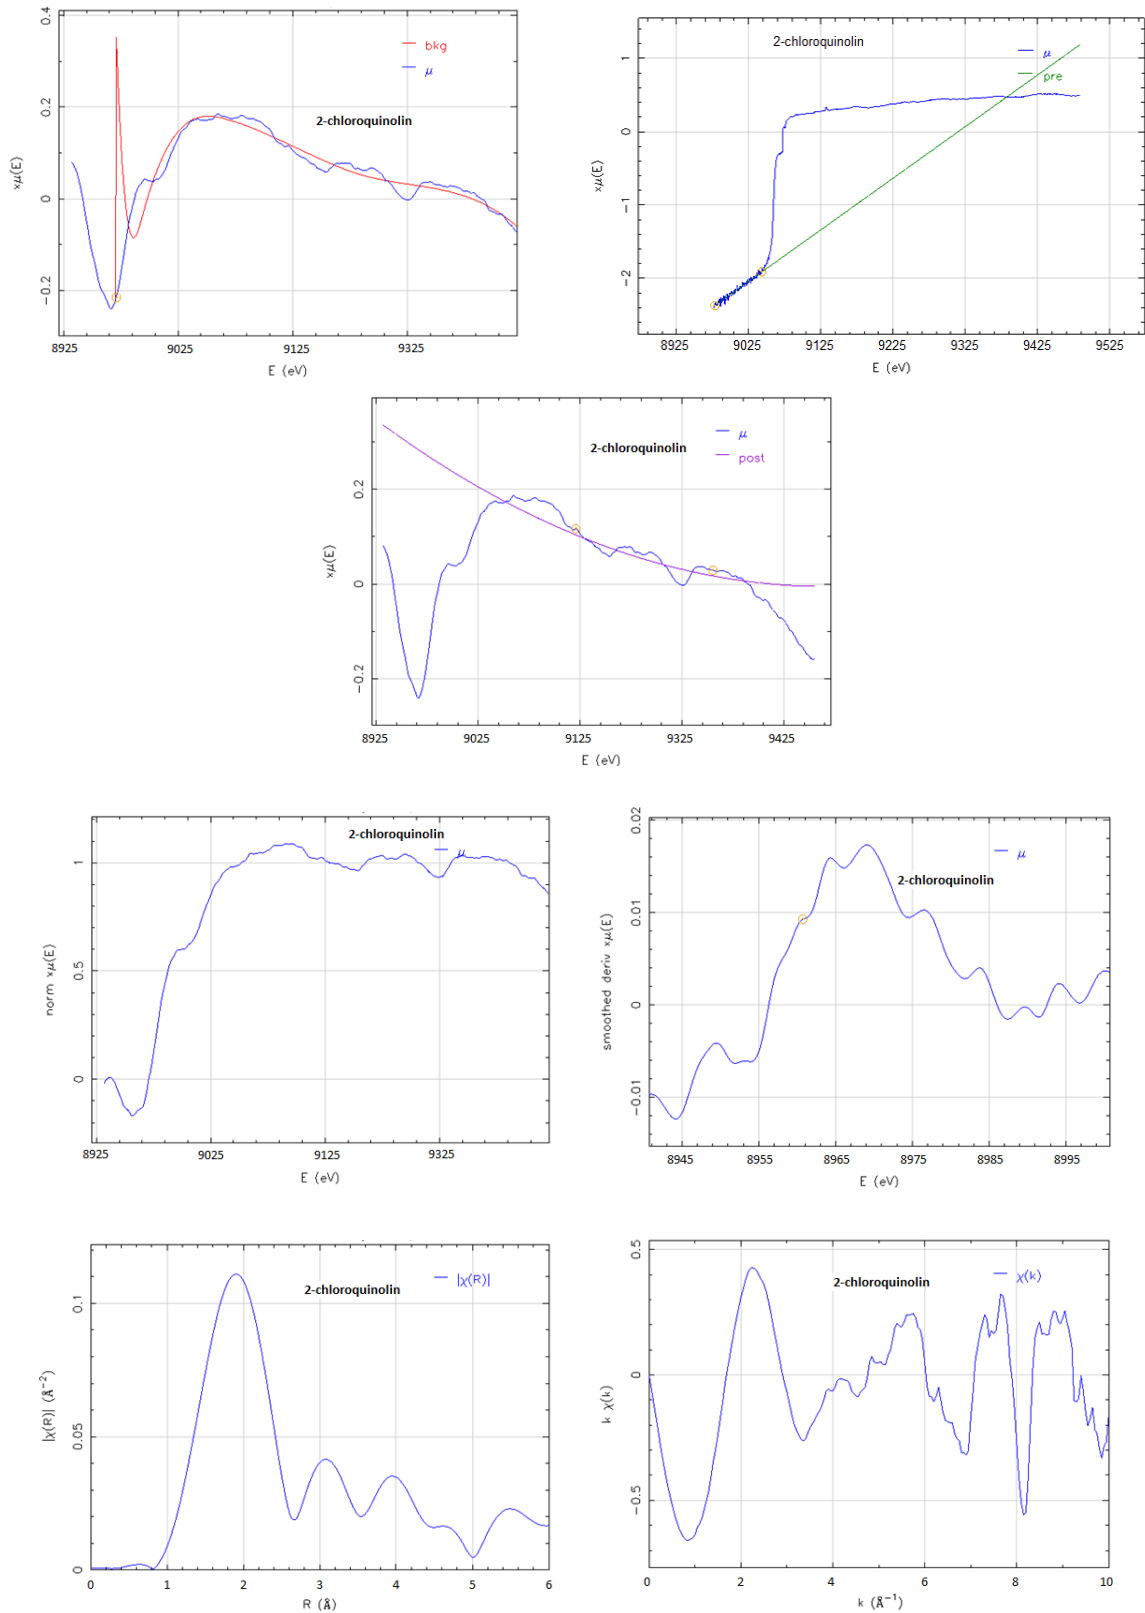 0.4
0.2
0
−0.2
xμ(E)
bkg
μ
2-chloroquinolin
8925 9025 9125 9325
E (eV)
1
0
−1
−2
xμ(E)
2-chloroquinolin
μ
pre
8925 9025 9125 9225 9325 9425 9525
E (eV)
0.2
0
−0.2
xμ(E)
μ
2-chloroquinolin
post
8925 9025 9125 9325 9425
E (eV)
1
0.5
0
norm xμ(E)
2-chloroquinolin
μ
8925 9025 9125 9325
E (eV)
0.02
0.01
0
−0.01
smoothed deriv xμ(E)
μ
2-chloroquinolin
8945 8955 8965 8975 8985 8995
E (eV)
0.1
0.05
0
|χ(R)| (Å⁻²)
|χ(R)|
2-chloroquinolin
0 1 2 3 4 5 6
R (Å)
0.5
0
−0.5
k χ(k)
χ(k)
2-chloroquinolin
0 2 4 6 8 10
k (Å⁻¹)